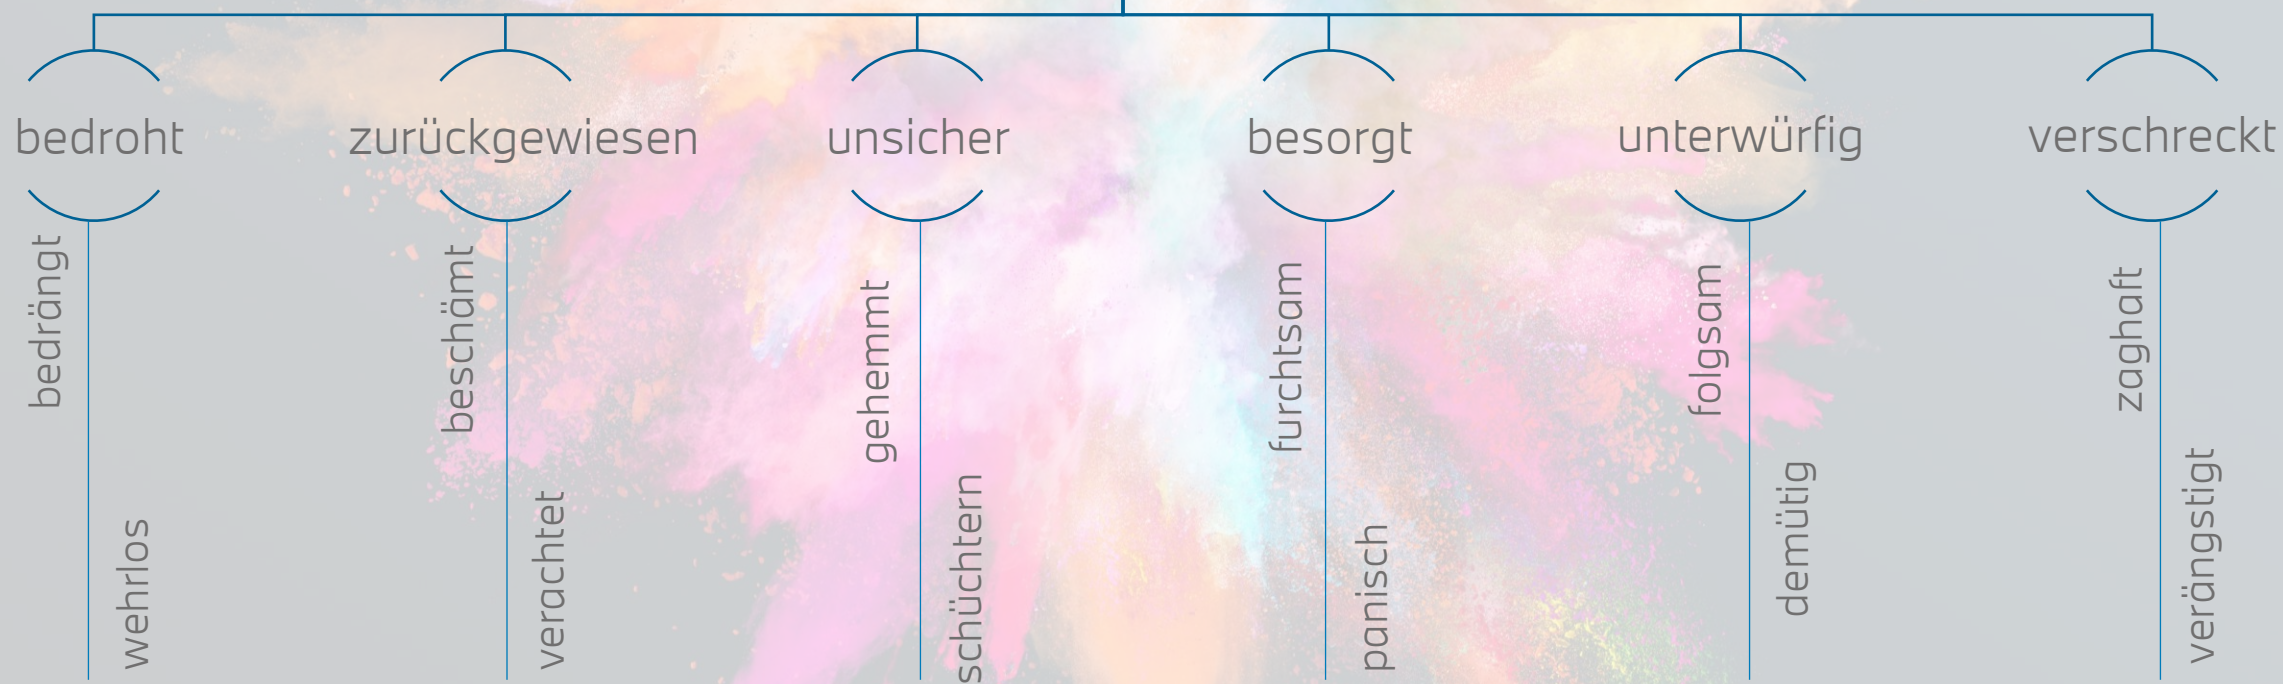 bedroht
zurückgewiesen
unsicher
besorgt
unterwürfig
verschreckt
bedrängt
wehrlos
beschämt
verachtet
gehemmt
schüchtern
furchtsam
panisch
folgsam
demütig
zaghaft
verängstigt